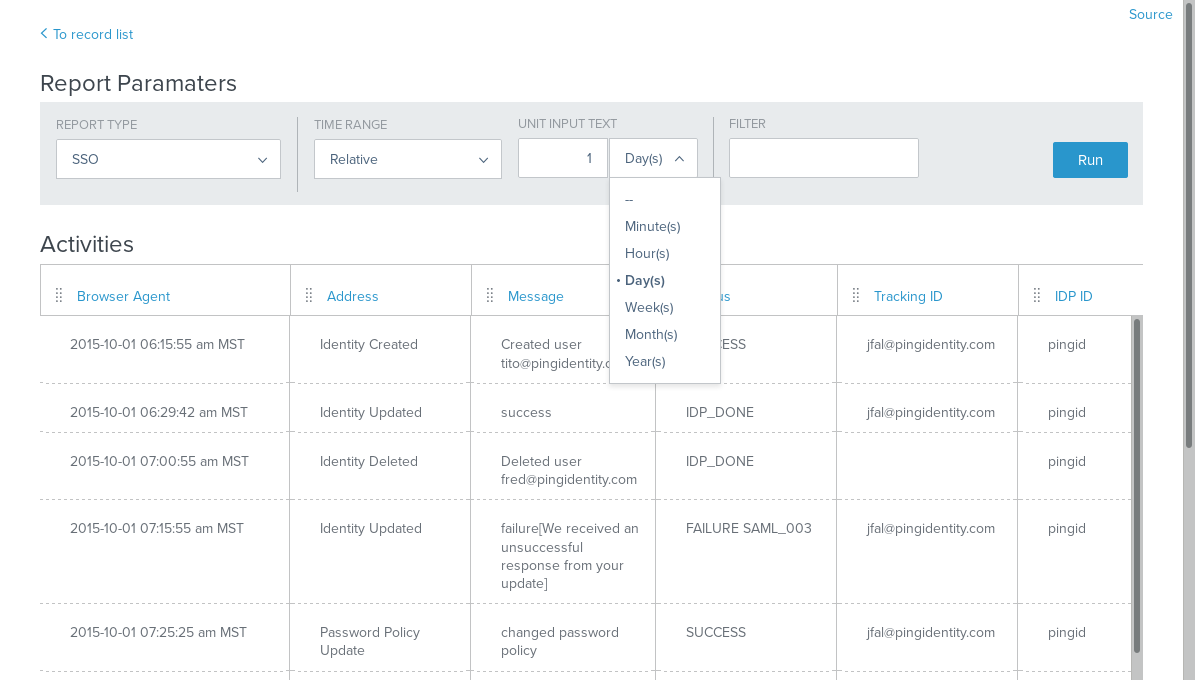 Source
To record list
Report Paramaters
REPORT TYPE
TIME RANGE
UNIT INPUT TEXT
FILTER
SSO
Relative
1
Day(s)
Run
--
Minute(s)
Hour(s)
• Day(s)
Week(s)
Month(s)
Year(s)
Activities
Browser Agent
Address
Message
Tracking ID
IDP ID
2015-10-01 06:15:55 am MST
Identity Created
Created user
tito@pingidentity.c
jfal@pingidentity.com
pingid
2015-10-01 06:29:42 am MST
Identity Updated
success
IDP_DONE
jfal@pingidentity.com
pingid
2015-10-01 07:00:55 am MST
Identity Deleted
Deleted user
fred@pingidentity.com
IDP_DONE
pingid
2015-10-01 07:15:55 am MST
Identity Updated
failure[We received an
unsuccessful
response from your
update]
FAILURE SAML_003
jfal@pingidentity.com
pingid
2015-10-01 07:25:25 am MST
Password Policy
Update
changed password
policy
SUCCESS
jfal@pingidentity.com
pingid